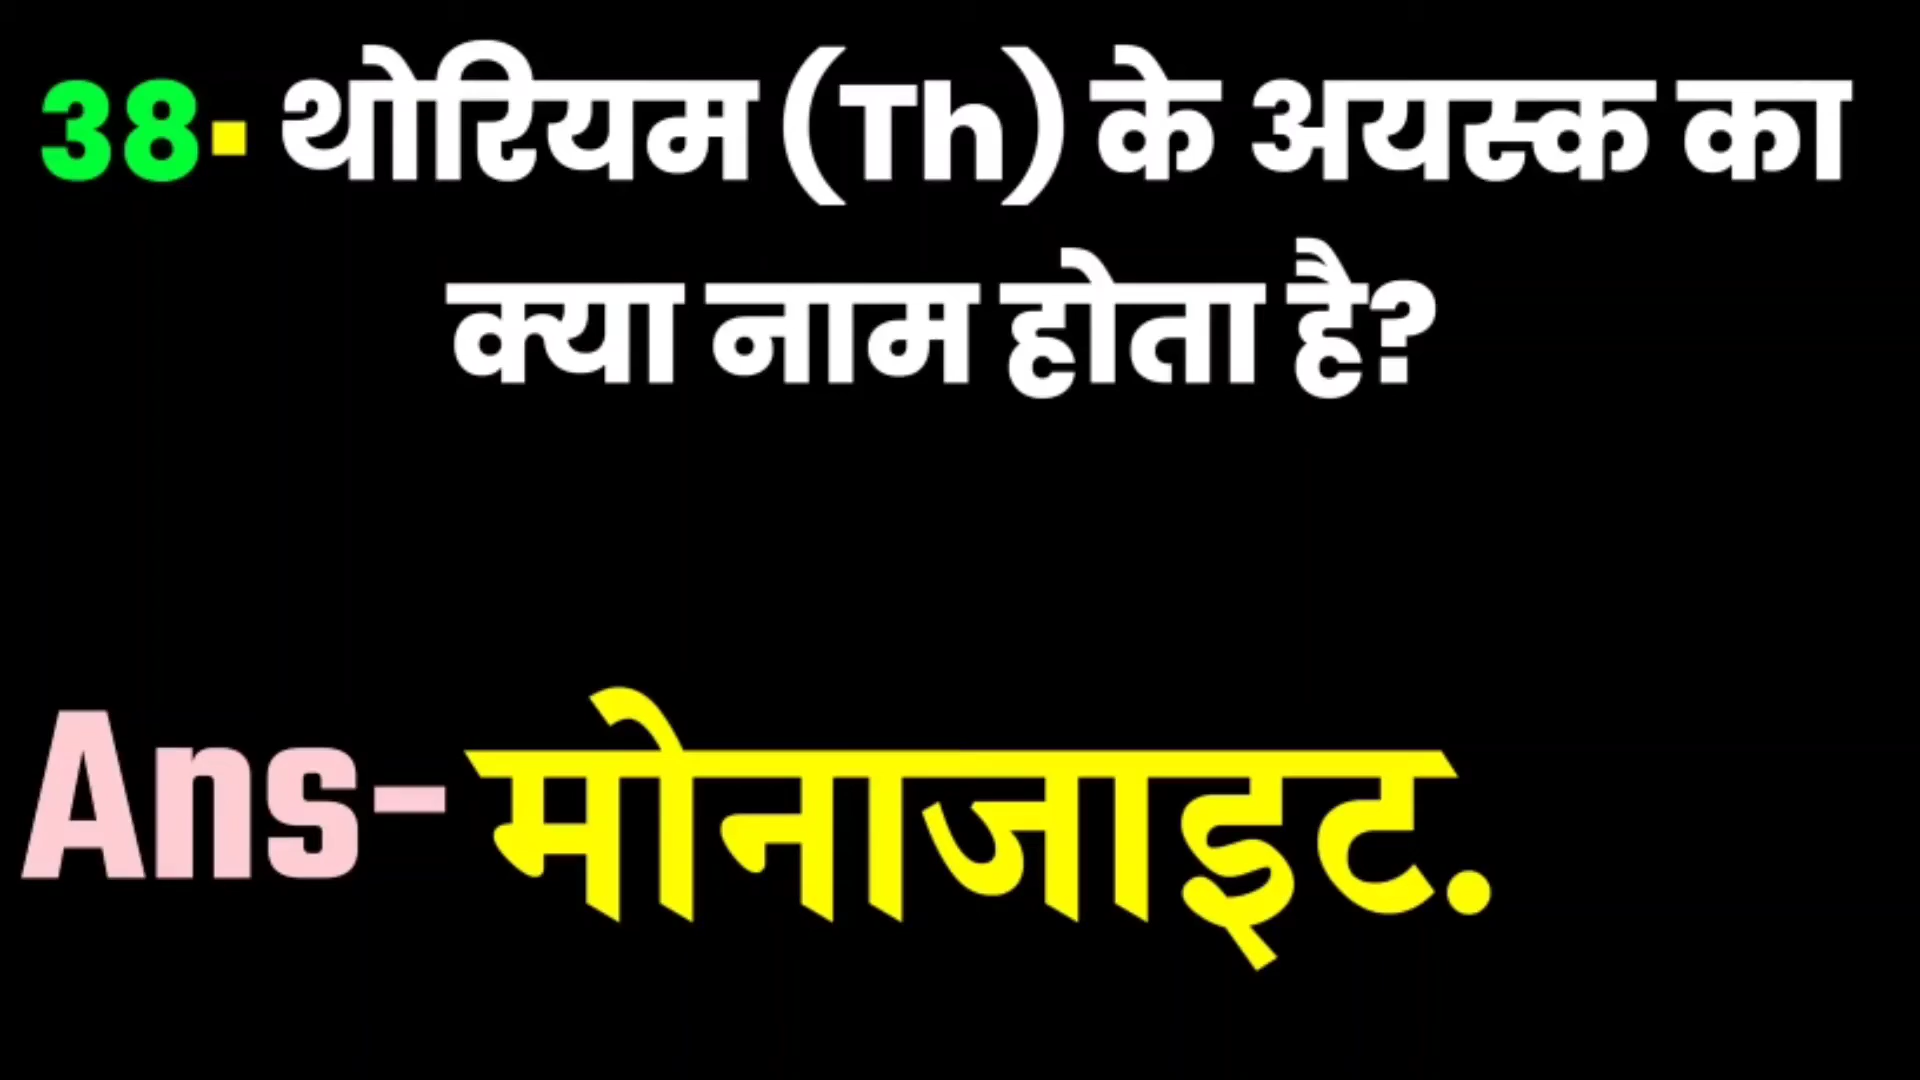 38. थोरियम (Th) के अयस्क का
क्या नाम होता है?
Ans- मोनाजाइट.